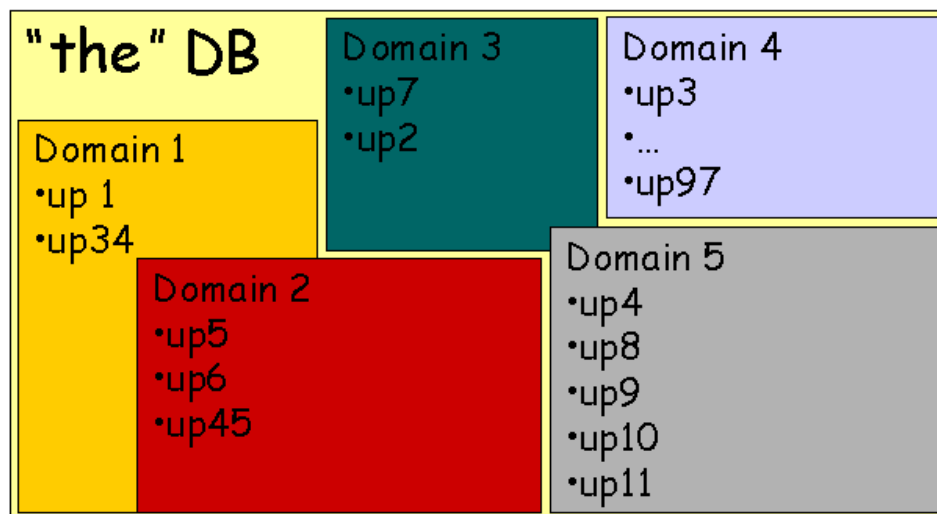 "the" DB
Domain 1
•up 1
•up34
Domain 2
•up5
•up6
•up45
Domain 3
•up7
•up2
Domain 4
•up3
•...
•up97
Domain 5
•up4
•up8
•up9
•up10
•up11